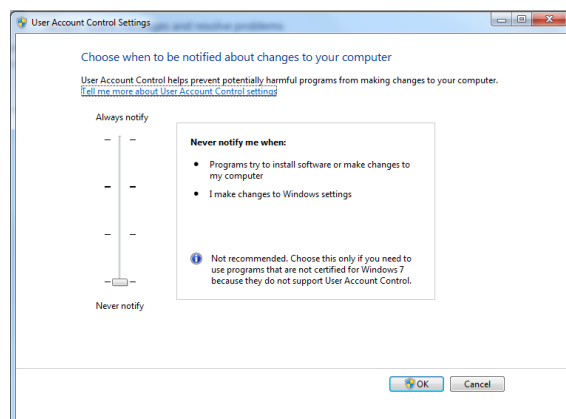 User Account Control Settings
and resolve problems
Choose when to be notified about changes to your computer
User Account Control helps prevent potentially harmful programs from making changes to your computer.
Tell me more about User Account Control settings
Always notify
Never notify me when:
Programs try to install software or make changes to
my computer
I make changes to Windows settings
Not recommended. Choose this only if you need to
use programs that are not certified for Windows 7
because they do not support User Account Control.
Never notify
OK
Cancel